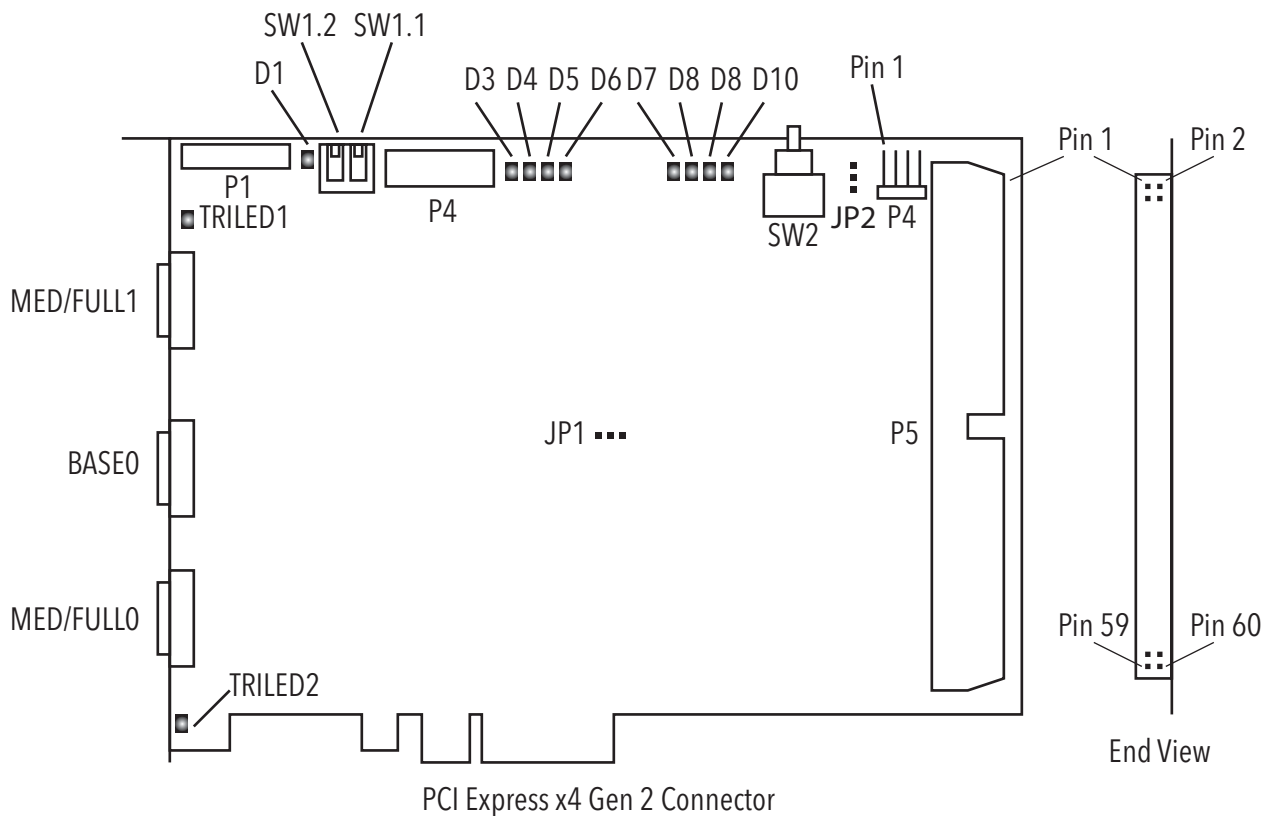 SW1.2 SW1.1
D1
D3 D4 D5 D6 D7 D8 D8 D10
Pin 1
Pin 1 Pin 2
P1
P4
TRILED1
SW2
JP2 P4
MED/FULL1
JP1
P5
BASE0
MED/FULL0
Pin 59 Pin 60
TRILED2
End View
PCI Express x4 Gen 2 Connector